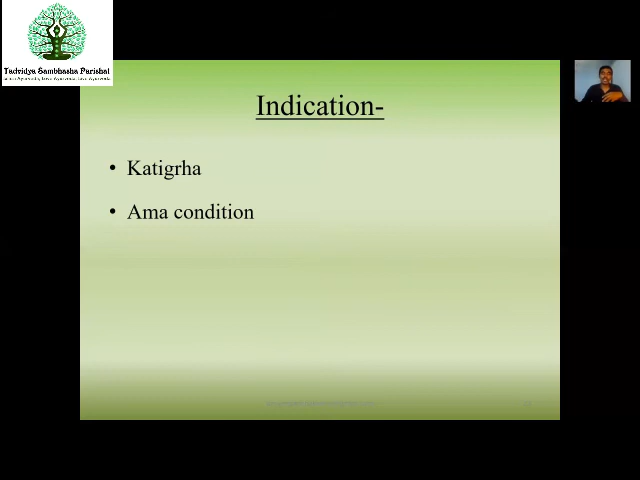 Tadvidya Sambhasha Parishat
Indication-
• Katigrha
• Ama condition